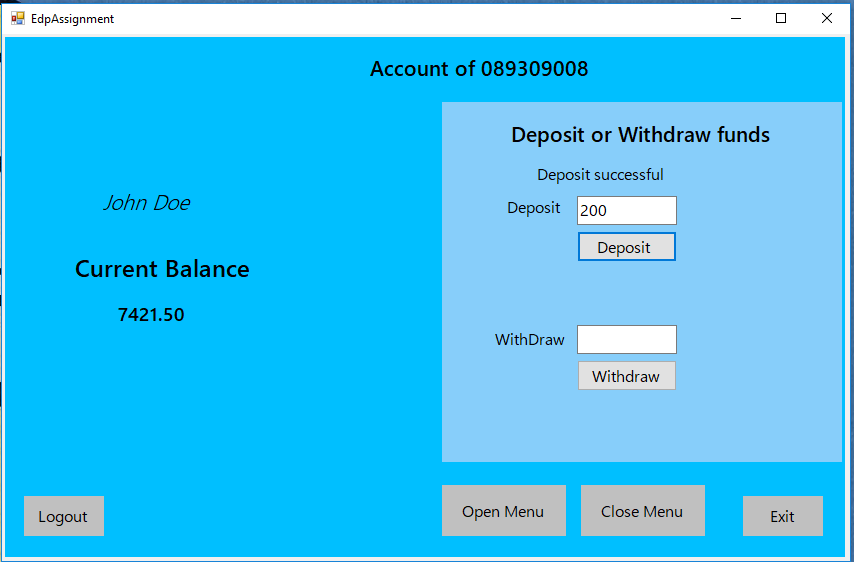 EdpAssignment
Account of 089309008
John Doe
Current Balance
7421.50
Deposit or Withdraw funds
Deposit successful
Deposit 200
Deposit
WithDraw
Withdraw
Logout
Open Menu
Close Menu
Exit